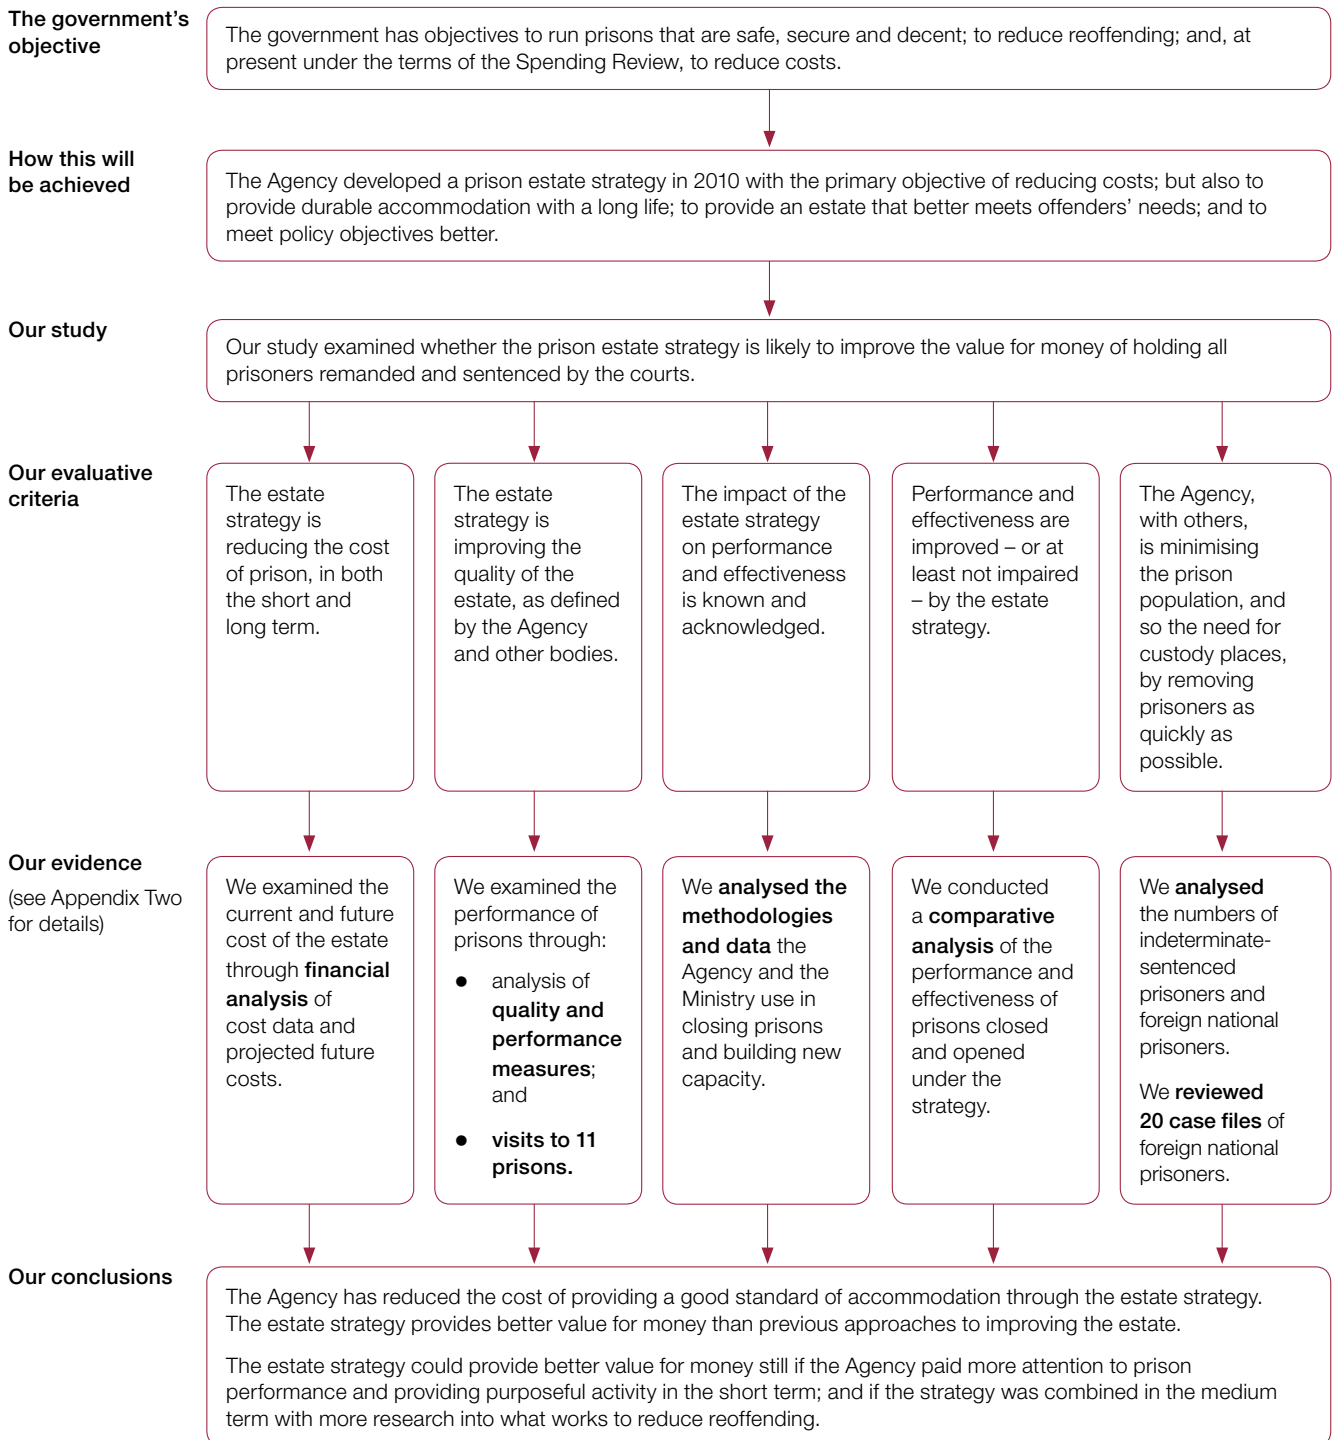 The government's
objective
The government has objectives to run prisons that are safe, secure and decent; to reduce reoffending; and, at
present under the terms of the Spending Review, to reduce costs.
How this will
be achieved
The Agency developed a prison estate strategy in 2010 with the primary objective of reducing costs; but also to
provide durable accommodation with a long life; to provide an estate that better meets offenders' needs; and to
meet policy objectives better.
Our study
Our study examined whether the prison estate strategy is likely to improve the value for money of holding all
prisoners remanded and sentenced by the courts.
Our evaluative
criteria
The estate
strategy is
reducing the cost
of prison, in both
the short and
long term.
The estate
strategy is
improving the
quality of the
estate, as defined
by the Agency
and other bodies.
The impact of the
estate strategy
on performance
and effectiveness
is known and
acknowledged.
Performance and
effectiveness are
improved – or at
least not impaired
– by the estate
strategy.
The Agency,
with others,
is minimising
the prison
population, and
so the need for
custody places,
by removing
prisoners as
quickly as
possible.
Our evidence
(see Appendix Two
for details)
We examined the
current and future
cost of the estate
through financial
analysis of
cost data and
projected future
costs.
We examined the
performance of
prisons through:
● analysis of
quality and
performance
measures;
and
● visits to 11
prisons.
We analysed the
methodologies
and data the
Agency and the
Ministry use in
closing prisons
and building new
capacity.
We conducted
a comparative
analysis of the
performance and
effectiveness of
prisons closed
and opened
under the
strategy.
We analysed
the numbers of
indeterminate-
sentenced
prisoners and
foreign national
prisoners.
We reviewed
20 case files of
foreign national
prisoners.
Our conclusions
The Agency has reduced the cost of providing a good standard of accommodation through the estate strategy.
The estate strategy provides better value for money than previous approaches to improving the estate.
The estate strategy could provide better value for money still if the Agency paid more attention to prison
performance and providing purposeful activity in the short term; and if the strategy was combined in the medium
term with more research into what works to reduce reoffending.